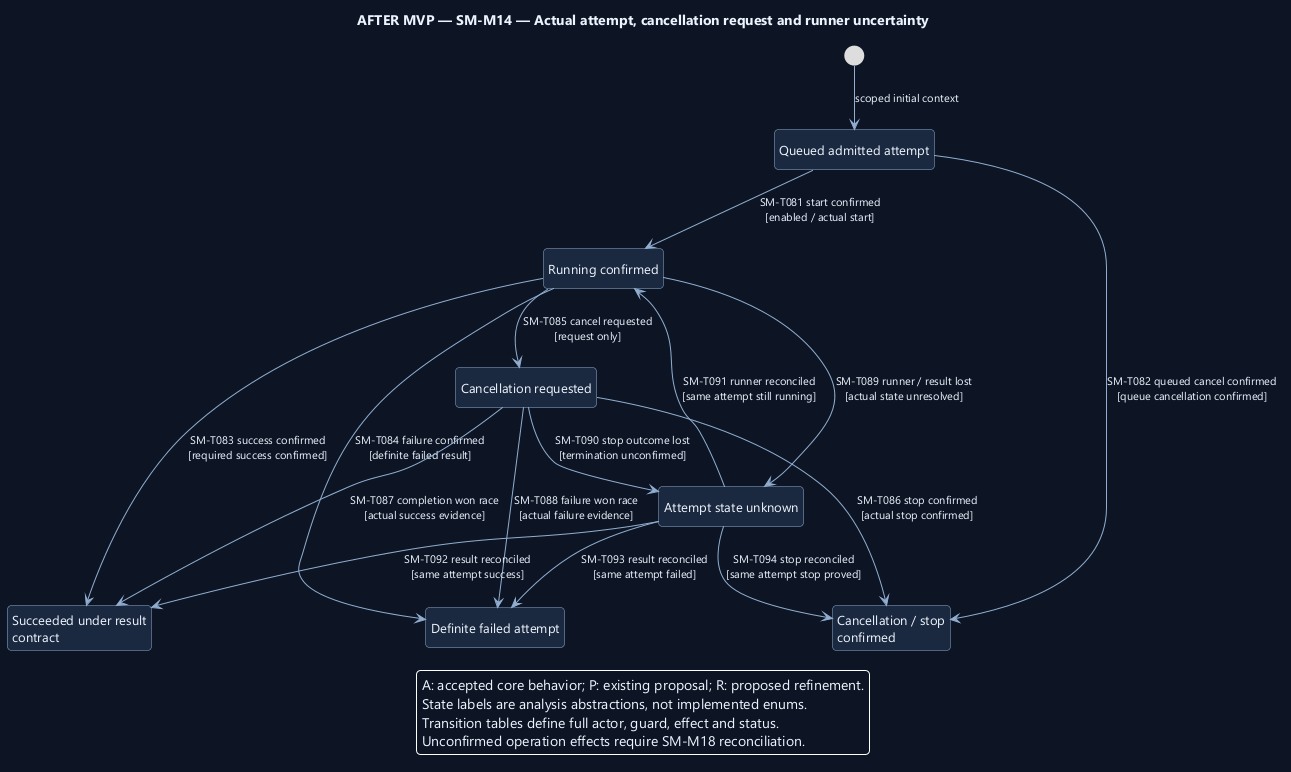 AFTER MVP — SM-M14 — Actual attempt, cancellation request and runner uncertainty
scoped initial context
Queued admitted attempt
SM-T081 start confirmed
[enabled / actual start]
Running confirmed
SM-T085 cancel requested
[request only]
Cancellation requested
SM-T091 runner reconciled
[same attempt still running]
SM-T089 runner / result lost
[actual state unresolved]
SM-T082 queued cancel confirmed
[queue cancellation confirmed]
SM-T083 success confirmed
[required success confirmed]
SM-T084 failure confirmed
[definite failed result]
SM-T090 stop outcome lost
[termination unconfirmed]
SM-T087 completion won race
[actual success evidence]
SM-T088 failure won race
[actual failure evidence]
Attempt state unknown
SM-T086 stop confirmed
[actual stop confirmed]
SM-T092 result reconciled
[same attempt success]
SM-T093 result reconciled
[same attempt failed]
SM-T094 stop reconciled
[same attempt stop proved]
Succeeded under result
contract
Definite failed attempt
Cancellation / stop
confirmed
A: accepted core behavior; P: existing proposal; R: proposed refinement.
State labels are analysis abstractions, not implemented enums.
Transition tables define full actor, guard, effect and status.
Unconfirmed operation effects require SM-M18 reconciliation.